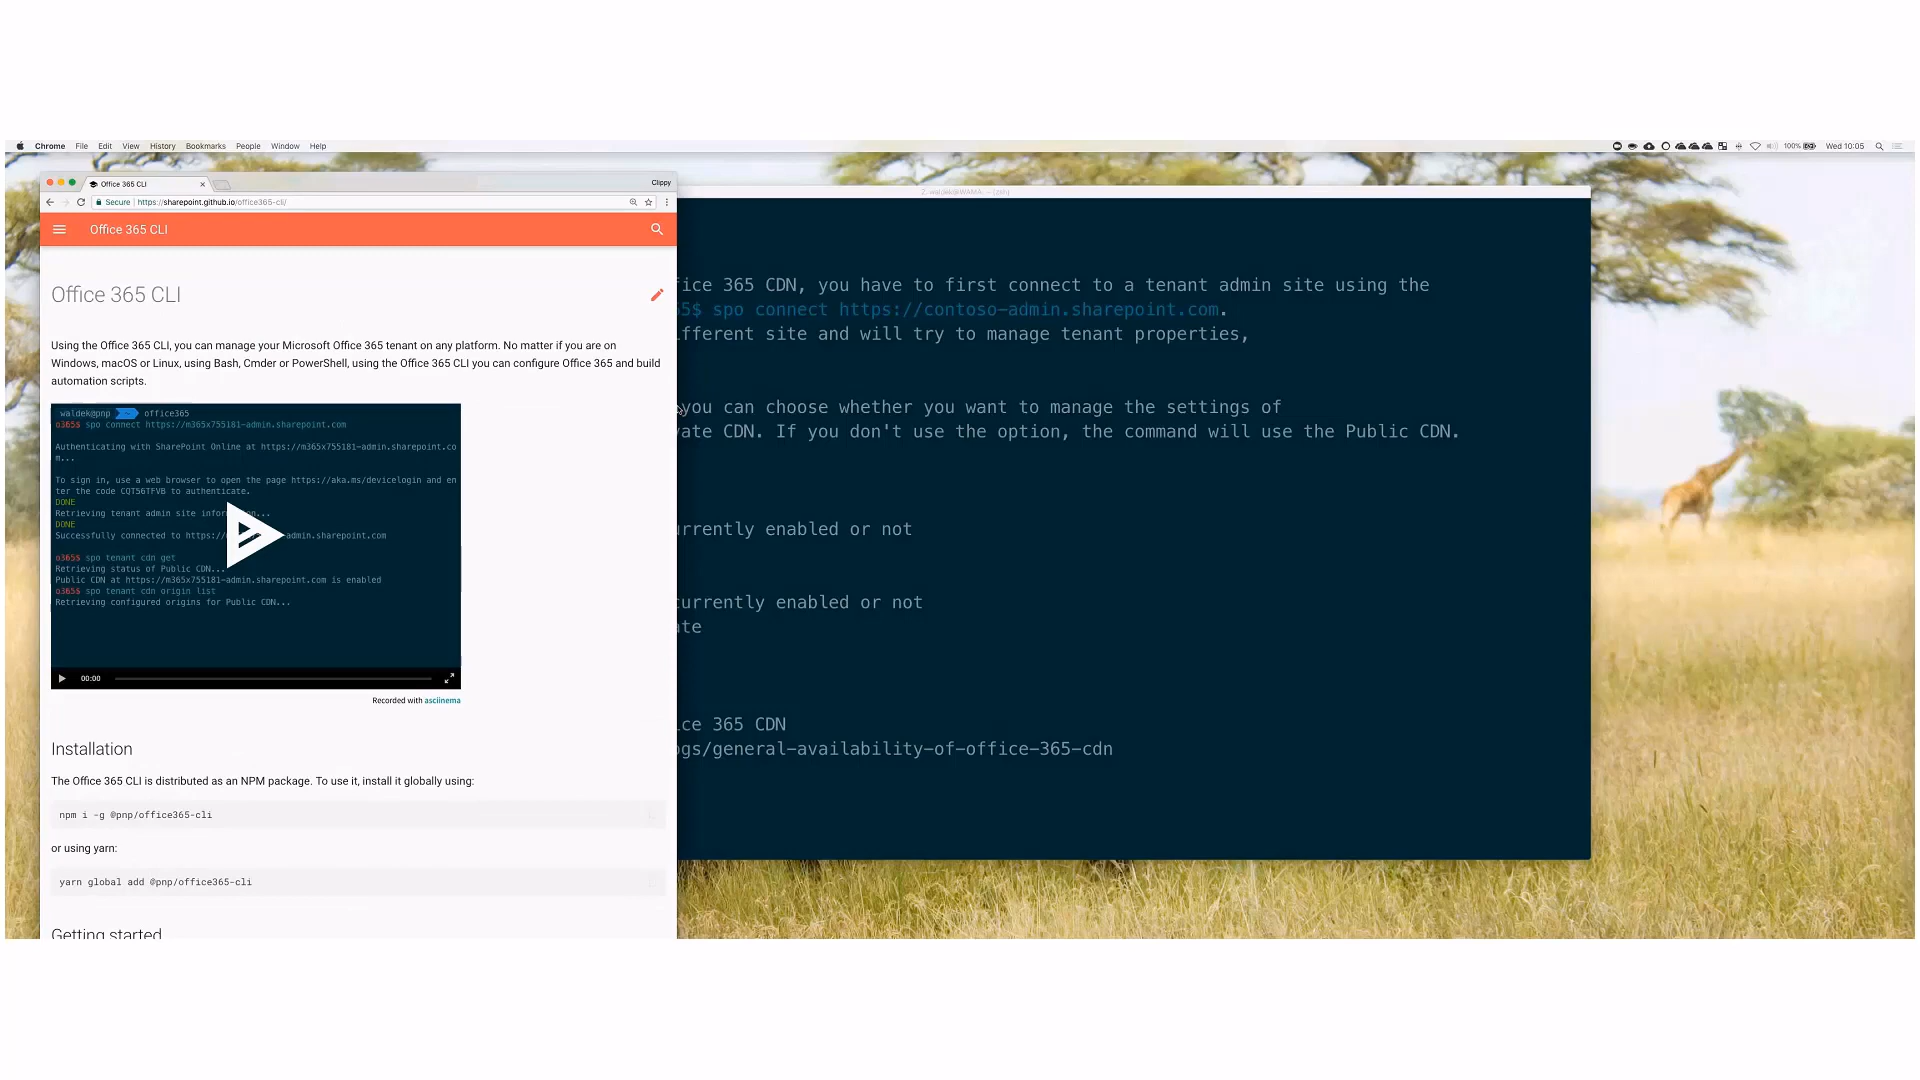 Chrome File Edit View History Bookmarks People Window Help
100% Wed 10:05
Office 365 CLI
Clippy
Secure https://sharepoint.github.io/office365-cli/
Office 365 CLI
Office 365 CLI
Using the Office 365 CLI, you can manage your Microsoft Office 365 tenant on any platform. No matter if you are on
Windows, macOS or Linux, using Bash, Cmder or PowerShell, using the Office 365 CLI you can configure Office 365 and build
automation scripts.
waldek@pnp ~ office365
o365$ spo connect https://m365x755181-admin.sharepoint.com
Authenticating with SharePoint Online at https://m365x755181-admin.sharepoint.co
m...
To sign in, use a web browser to open the page https://aka.ms/devicelogin and en
ter the code CQT56TFVB to authenticate.
DONE
Retrieving tenant admin site infor on...
DONE
Successfully connected to https:// -admin.sharepoint.com
o365$ spo tenant cdn get
Retrieving status of Public CDN...
Public CDN at https://m365x755181-admin.sharepoint.com is enabled
o365$ spo tenant cdn origin list
Retrieving configured origins for Public CDN...
00:00
Recorded with asciinema
Installation
The Office 365 CLI is distributed as an NPM package. To use it, install it globally using:
npm i -g @pnp/office365-cli
or using yarn:
yarn global add @pnp/office365-cli
Getting started
fice 365 CDN, you have to first connect to a tenant admin site using the
65$ spo connect https://contoso-admin.sharepoint.com.
ifferent site and will try to manage tenant properties,
you can choose whether you want to manage the settings of
vate CDN. If you don't use the option, the command will use the Public CDN.
urrently enabled or not
currently enabled or not
ate
ice 365 CDN
ogs/general-availability-of-office-365-cdn